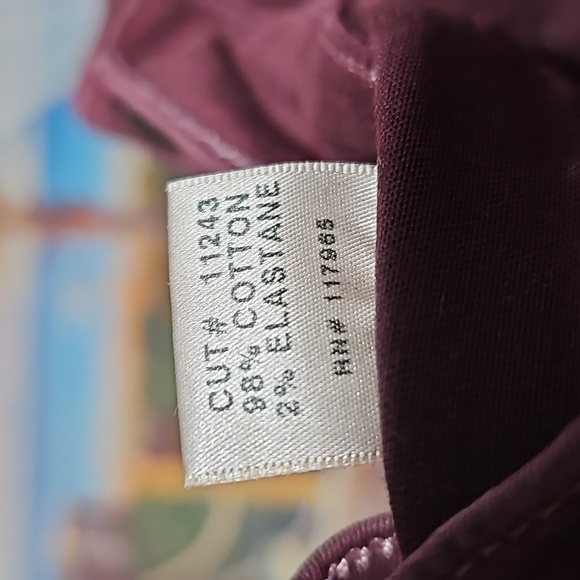 CUT# 11243
98% COTTON
2% ELASTANE
RN# 117965